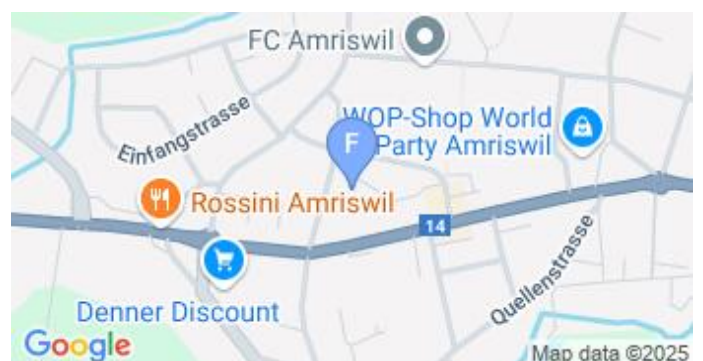 FC Amriswil
WOP-Shop World
Party Amriswil
Einfangstrasse
F
Rossini Amriswil
14
Quellenstrasse
Denner Discount
Google
Map data ©2025